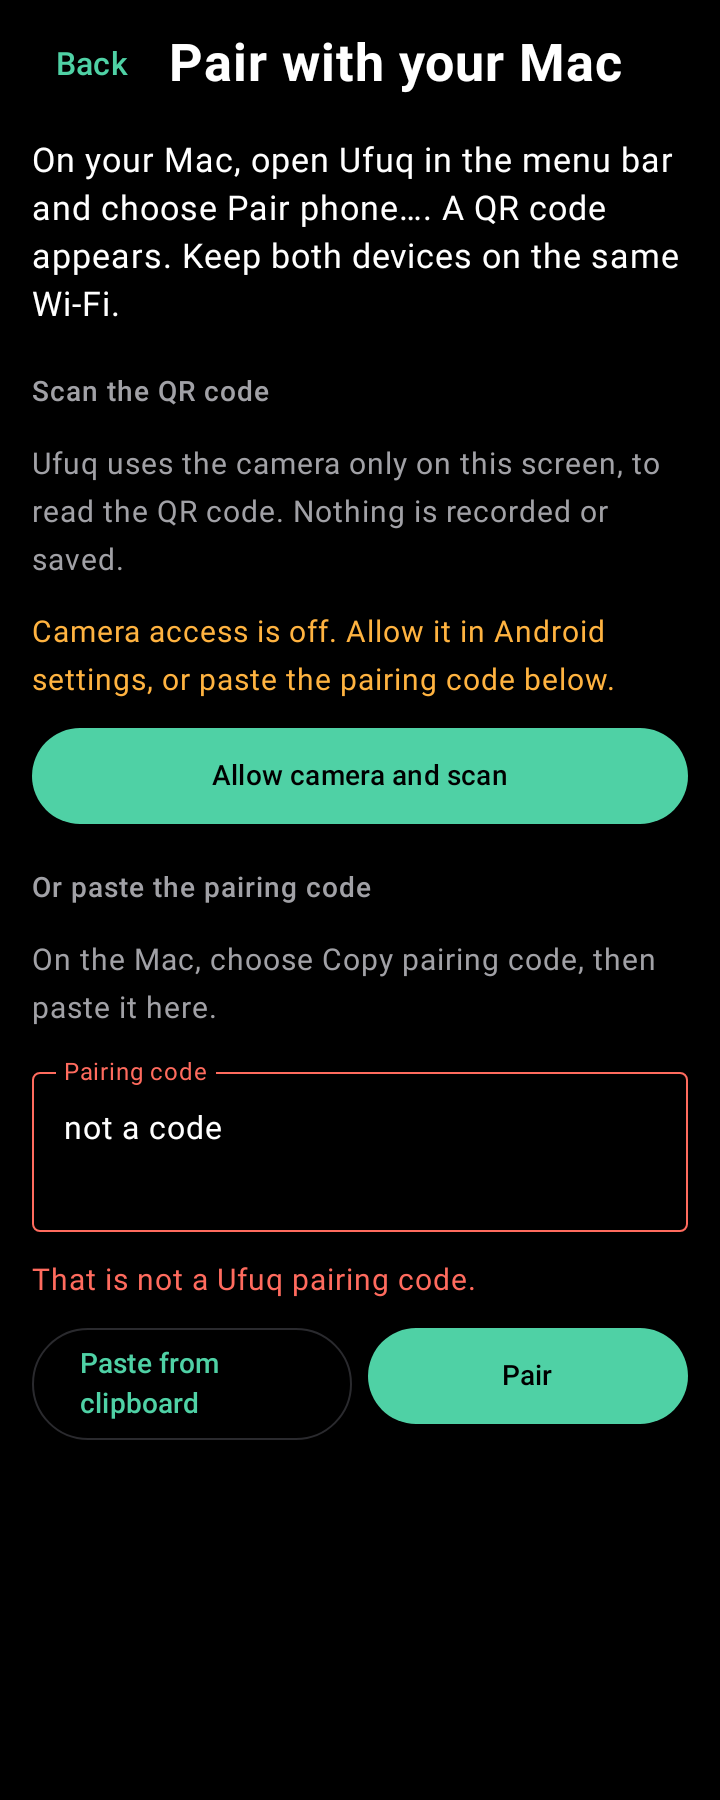 Back
Pair with your Mac
On your Mac, open Ufuq in the menu bar
and choose Pair phone…. A QR code
appears. Keep both devices on the same
Wi-Fi.
Scan the QR code
Ufuq uses the camera only on this screen, to
read the QR code. Nothing is recorded or
saved.
Camera access is off. Allow it in Android
settings, or paste the pairing code below.
Allow camera and scan
Or paste the pairing code
On the Mac, choose Copy pairing code, then
paste it here.
Pairing code
not a code
That is not a Ufuq pairing code.
Paste from
clipboard
Pair